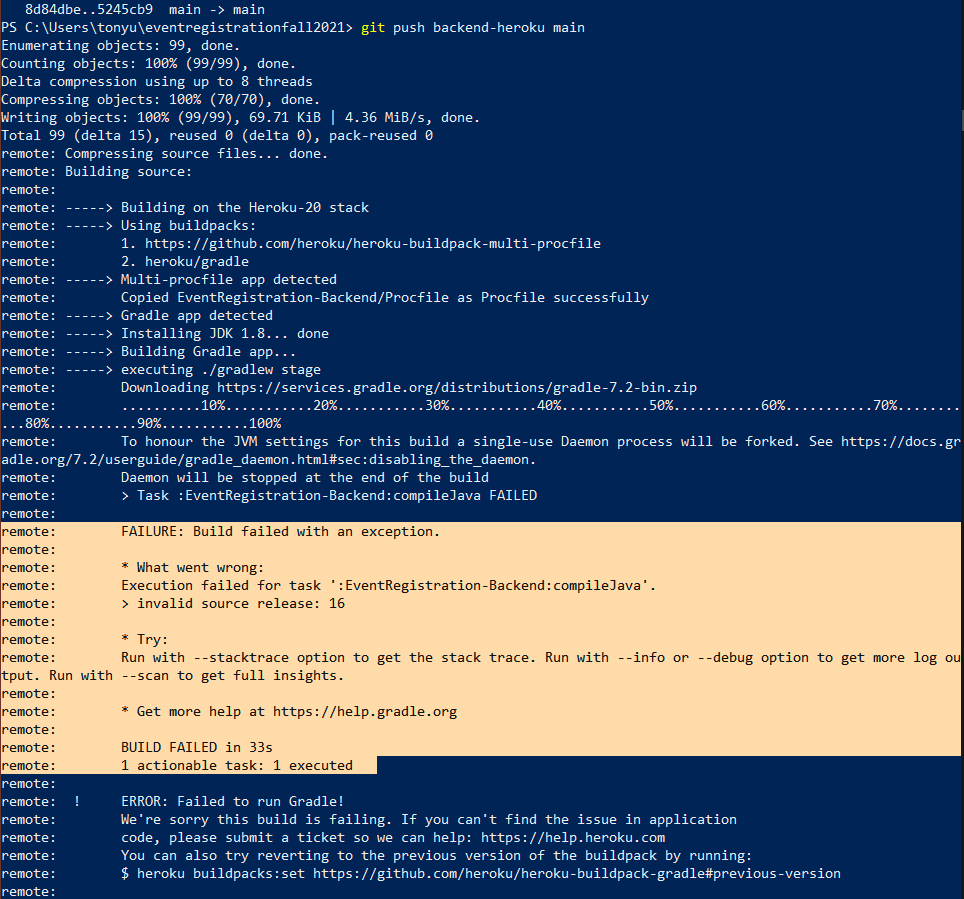 8d84dbe..5245cb9  main -> main
PS C:\Users\tonyu\eventregistrationfall2021> git push backend-heroku main
Enumerating objects: 99, done.
Counting objects: 100% (99/99), done.
Delta compression using up to 8 threads
Compressing objects: 100% (70/70), done.
Writing objects: 100% (99/99), 69.71 KiB | 4.36 MiB/s, done.
Total 99 (delta 15), reused 0 (delta 0), pack-reused 0
remote: Compressing source files... done.
remote: Building source:
remote:
remote: -----> Building on the Heroku-20 stack
remote: -----> Using buildpacks:
remote:        1. https://github.com/heroku/heroku-buildpack-multi-procfile
remote:        2. heroku/gradle
remote: -----> Multi-procfile app detected
remote:        Copied EventRegistration-Backend/Procfile as Procfile successfully
remote: -----> Gradle app detected
remote: -----> Installing JDK 1.8... done
remote: -----> Building Gradle app...
remote: -----> executing ./gradlew stage
remote:        Downloading https://services.gradle.org/distributions/gradle-7.2-bin.zip
remote:        ..........10%...........20%...........30%...........40%...........50%...........60%...........70%........
...80%...........90%...........100%
remote:        To honour the JVM settings for this build a single-use Daemon process will be forked. See https://docs.gr
adle.org/7.2/userguide/gradle_daemon.html#sec:disabling_the_daemon.
remote:        Daemon will be stopped at the end of the build
remote:        > Task :EventRegistration-Backend:compileJava FAILED
remote:
remote:        FAILURE: Build failed with an exception.
remote:
remote:        * What went wrong:
remote:        Execution failed for task ':EventRegistration-Backend:compileJava'.
remote:        > invalid source release: 16
remote:
remote:        * Try:
remote:        Run with --stacktrace option to get the stack trace. Run with --info or --debug option to get more log ou
tput. Run with --scan to get full insights.
remote:
remote:        * Get more help at https://help.gradle.org
remote:
remote:        BUILD FAILED in 33s
remote:        1 actionable task: 1 executed
remote:
remote:  !     ERROR: Failed to run Gradle!
remote:        We're sorry this build is failing. If you can't find the issue in application
remote:        code, please submit a ticket so we can help: https://help.heroku.com
remote:        You can also try reverting to the previous version of the buildpack by running:
remote:        $ heroku buildpacks:set https://github.com/heroku/heroku-buildpack-gradle#previous-version
remote: